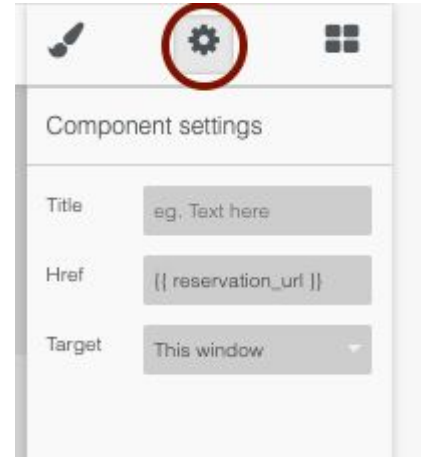 Component settings
Title
eg. Text here
Href
{{ reservation_url }}
Target
This window